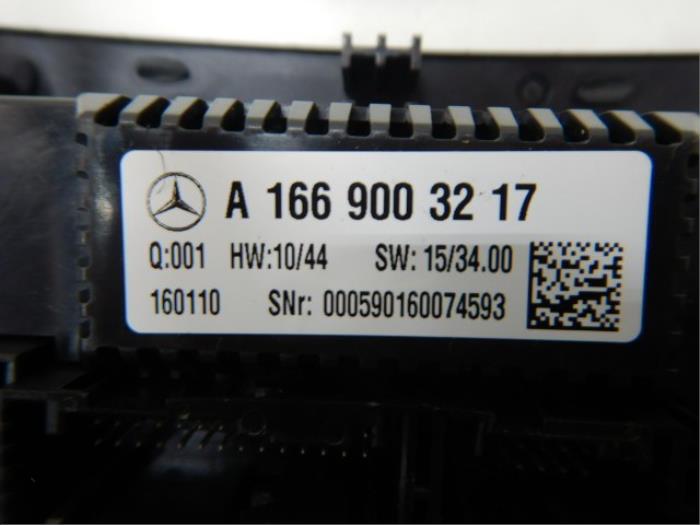 A 166 900 32 17
Q:001 HW:10/44 SW: 15/34.00
160110 SNr: 000590160074593